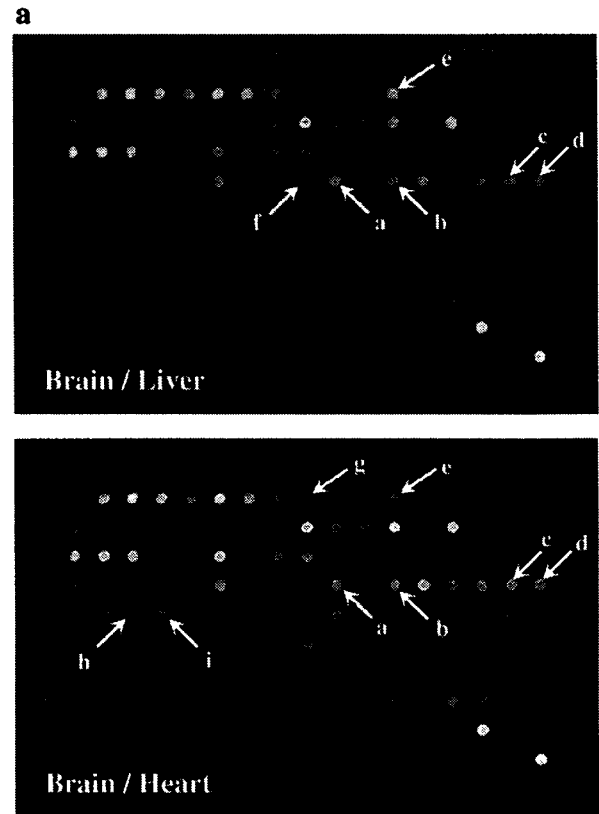 a
e
c d
f a b
Brain / Liver
g e
c d
a b
h i
Brain / Heart